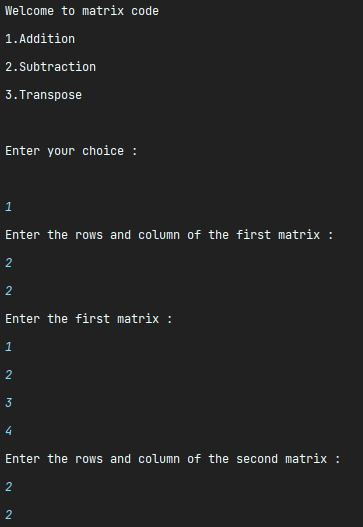 Welcome to matrix code
1.Addition
2.Subtraction
3.Transpose
Enter your choice :
1
Enter the rows and column of the first matrix :
2
2
Enter the first matrix :
1
2
3
4
Enter the rows and column of the second matrix :
2
2